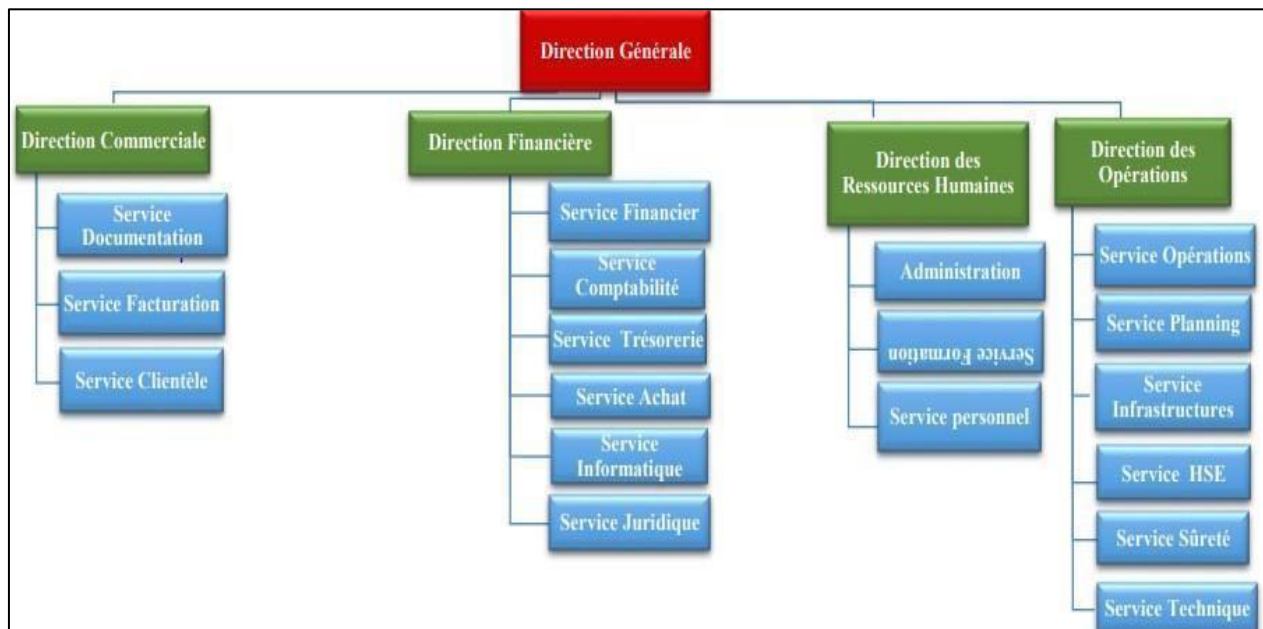 Direction Générale
Direction Commerciale
Service
Documentation
Service Facturation
Service Clientèle
Direction Financière
Service Financier
Service
Comptabilité
Service Trésorerie
Service Achat
Service
Informatique
Service Juridique
Direction des
Ressources Humaines
Administration
Service Formation
Service personnel
Direction des
Opérations
Service Opérations
Service Planning
Service
Infrastructures
Service HSE
Service Sûreté
Service Technique